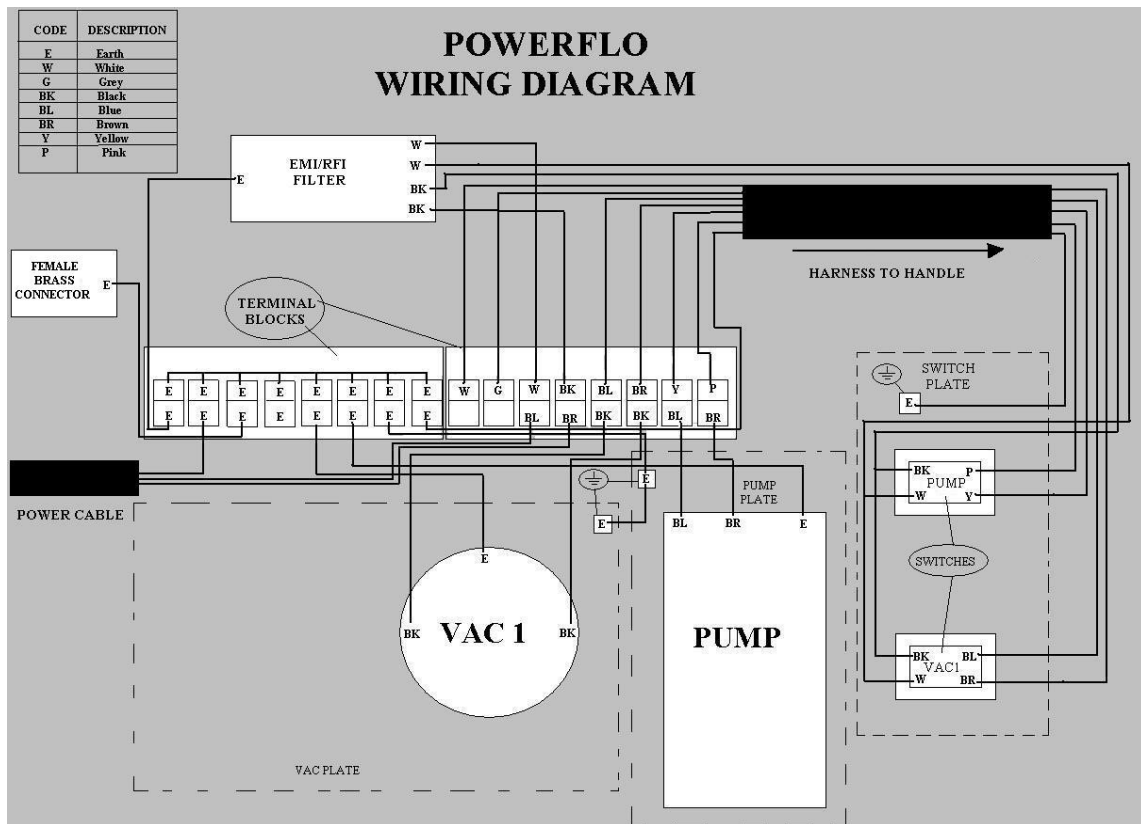 CODE DESCRIPTION
E Earth
W White
G Grey
BK Black
BL Blue
BR Brown
Y Yellow
P Pink
POWERFLO
WIRING DIAGRAM
EMI/RFI
FILTER
E
W
W
BK
BK
FEMALE
BRASS
CONNECTOR
E
HARNESS TO HANDLE
TERMINAL
BLOCKS
E E E E E E E E W G W BK BL BR Y P
E E E E E E E E BL BR BK BK BL BR
SWITCH
PLATE
E
POWER CABLE
E
E
PUMP
PLATE
BK P
PUMP
W Y
SWITCHES
BK BL
VAC1
W BR
E
BK VAC 1 BK
BL BR E
PUMP
VAC PLATE